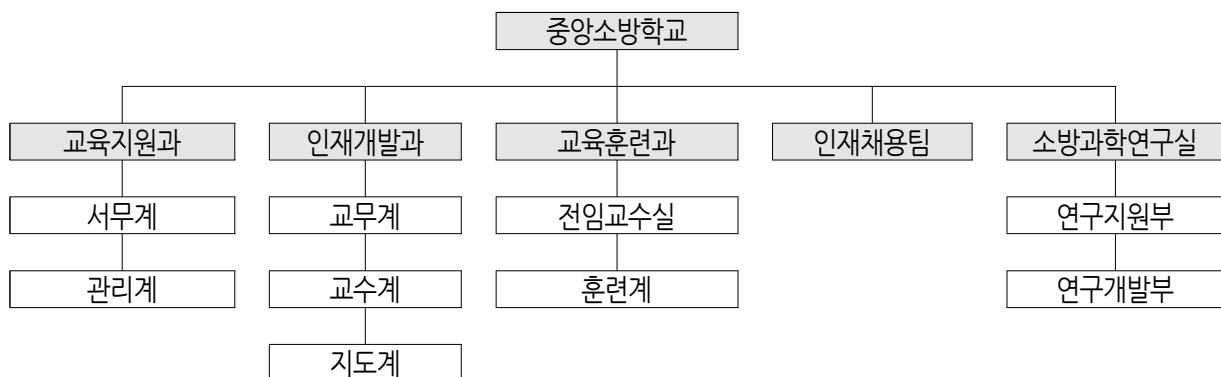 중앙소방학교
교육지원과 인재개발과 교육훈련과 인재채용팀 소방과학연구실
서무계 교무계 전임교수실 연구지원부
관리계 교수계 훈련계 연구개발부
지도계